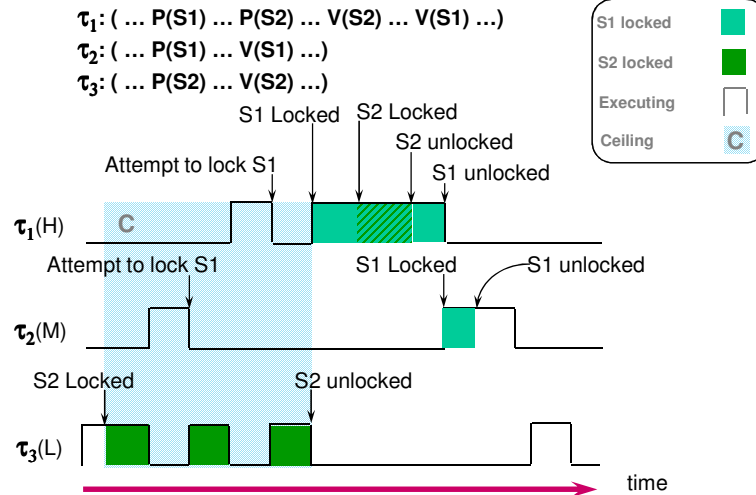 τ1: ( ... P(S1) ... P(S2) ... V(S2) ... V(S1) ...)
τ2: ( ... P(S1) ... V(S1) ...)
τ3: ( ... P(S2) ... V(S2) ...)
S1 locked
S2 locked
Executing
Ceiling C
S1 Locked
S2 Locked
S2 unlocked
Attempt to lock S1
S1 unlocked
C
τ1(H)
Attempt to lock S1
S1 Locked
S1 unlocked
τ2(M)
S2 Locked
S2 unlocked
τ3(L)
time